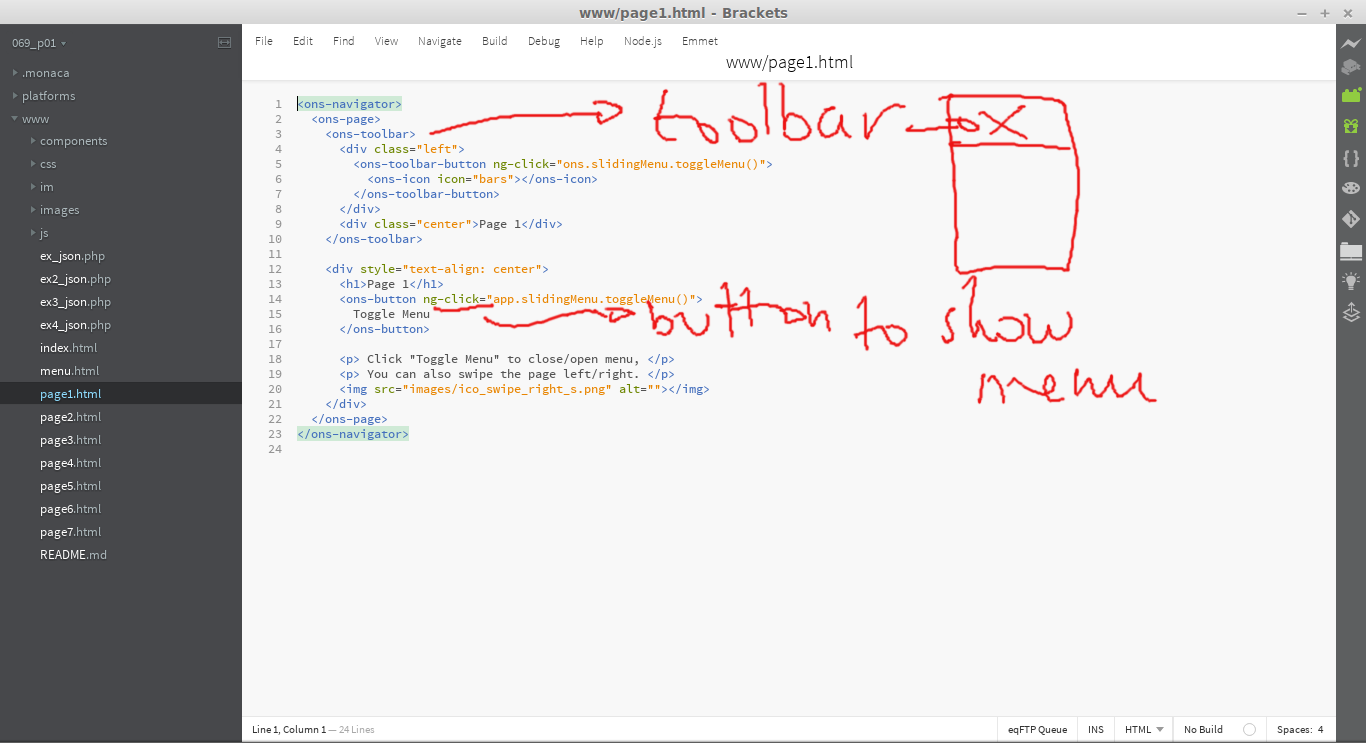 www/page1.html - Brackets
069_p01
File Edit Find View Navigate Build Debug Help Node.js Emmet
www/page1.html
.monaca
platforms
www
components
css
im
images
js
ex_json.php
ex2_json.php
ex3_json.php
ex4_json.php
index.html
menu.html
page1.html
page2.html
page3.html
page4.html
page5.html
page6.html
page7.html
README.md
1 <ons-navigator>
2 <ons-page>
3 <ons-toolbar>
4 <div class="left">
5 <ons-toolbar-button ng-click="ons.slidingMenu.toggleMenu()">
6 <ons-icon icon="bars"></ons-icon>
7 </ons-toolbar-button>
8 </div>
9 <div class="center">Page 1</div>
10 </ons-toolbar>
11
12 <div style="text-align: center">
13 <h1>Page 1</h1>
14 <ons-button ng-click="app.slidingMenu.toggleMenu()">
15 Toggle Menu
16 </ons-button>
17
18 <p> Click "Toggle Menu" to close/open menu, </p>
19 <p> You can also swipe the page left/right. </p>
20 <img src="images/ico_swipe_right_s.png" alt=""></img>
21 </div>
22 </ons-page>
23 </ons-navigator>
24
toolbar
X
button to show
menu
Line 1, Column 1 — 24 Lines
eqFTP Queue INS HTML No Build Spaces: 4